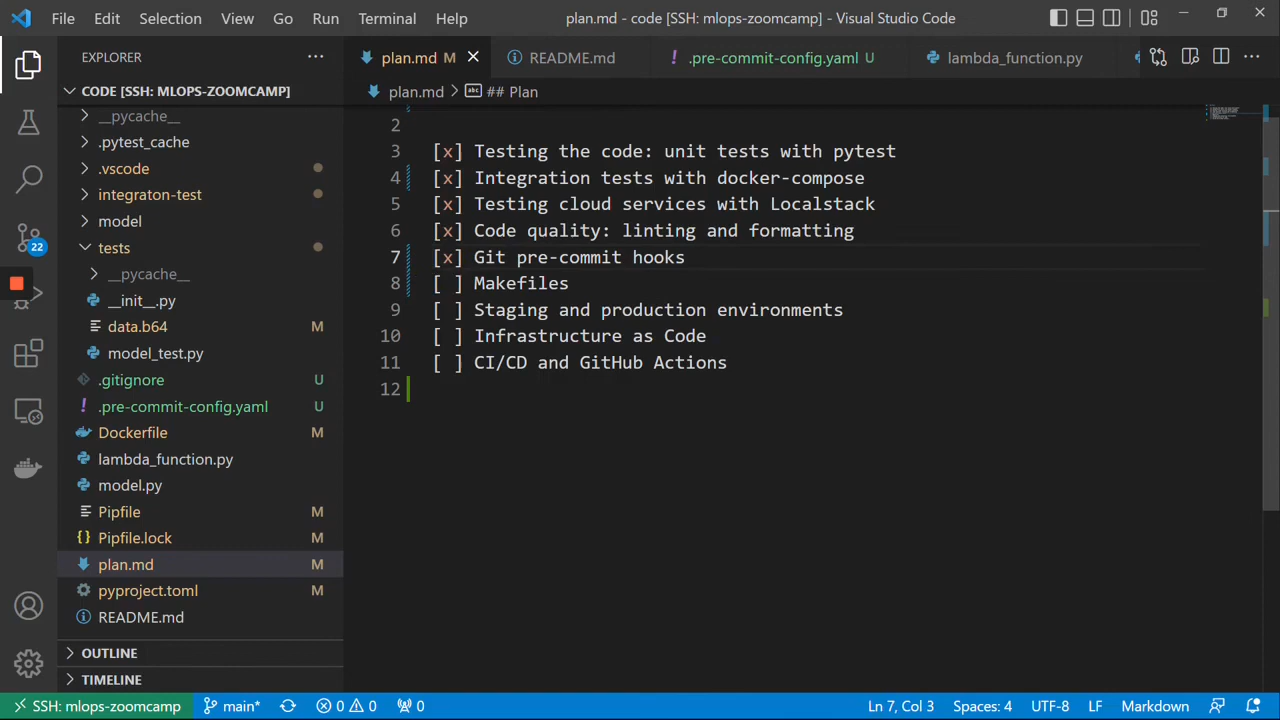 File Edit Selection View Go Run Terminal Help plan.md - code [SSH: mlops-zoomcamp] - Visual Studio Code
EXPLORER
plan.md M README.md .pre-commit-config.yaml U lambda_function.py
CODE [SSH: MLOPS-ZOOMCAMP]
plan.md > ## Plan
__pycache__
.pytest_cache
.vscode
integraton-test
model
tests
__pycache__
__init__.py
data.b64 M
model_test.py
.gitignore U
.pre-commit-config.yaml U
Dockerfile M
lambda_function.py
model.py
Pipfile M
Pipfile.lock M
plan.md M
pyproject.toml M
README.md
OUTLINE
TIMELINE
22
2
3 [x] Testing the code: unit tests with pytest
4 [x] Integration tests with docker-compose
5 [x] Testing cloud services with Localstack
6 [x] Code quality: linting and formatting
7 [x] Git pre-commit hooks
8 [ ] Makefiles
9 [ ] Staging and production environments
10 [ ] Infrastructure as Code
11 [ ] CI/CD and GitHub Actions
12
SSH: mlops-zoomcamp main* 0 0 0 Ln 7, Col 3 Spaces: 4 UTF-8 LF Markdown